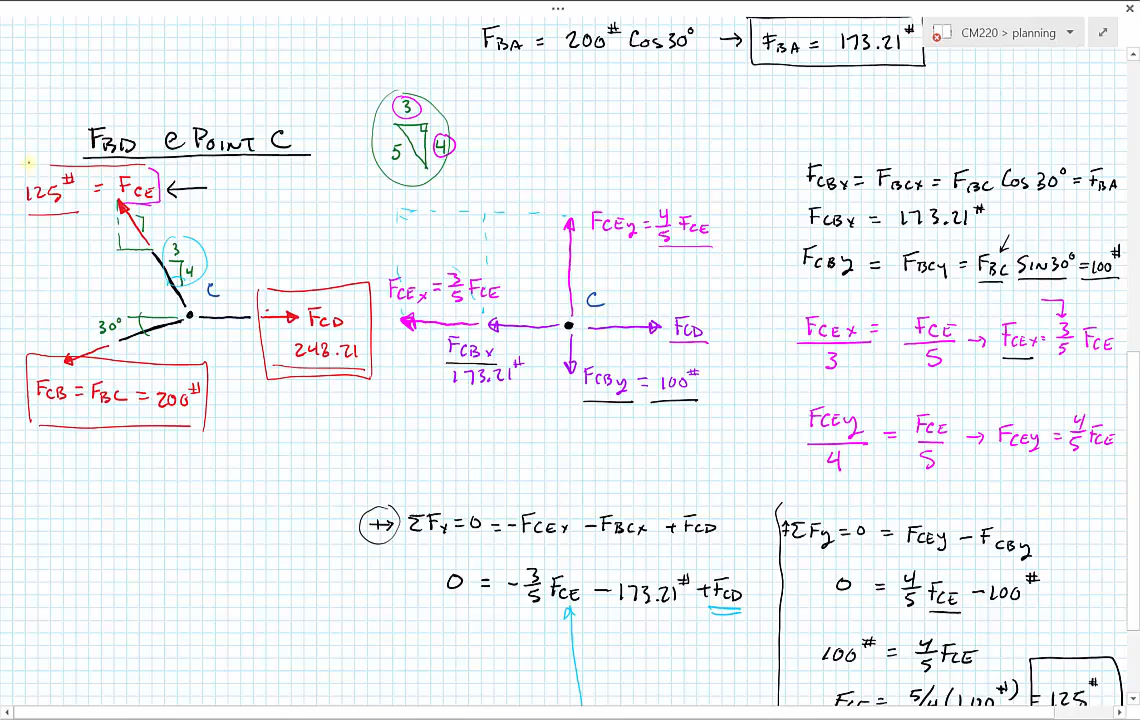 F_BA = 200# Cos30° → F_BA = 173.21#
CM220 > planning
3
5
4
FBD @ Point C
125# = F_CE ←
3
4
C
30°
F_CD
248.21
F_CB = F_BC = 200#
F_CEy = 4/5 F_CE
F_CEx = 3/5 F_CE
C
F_CD
F_CBx
173.21#
F_CBy = 100#
F_CBx = F_BCx = F_BC Cos30° = F_BA
F_CBx = 173.21#
F_CBy = F_BCy = F_BC Sin30° = 100#
F_CEx/3 = F_CE/5 → F_CEx = 3/5 F_CE
F_CEy/4 = F_CE/5 → F_CEy = 4/5 F_CE
→+ ΣFx = 0 = -F_CEx - F_BCx + F_CD
0 = -3/5 F_CE - 173.21# + F_CD
↑+ΣFy = 0 = F_CEy - F_CBy
0 = 4/5 F_CE - 100#
100# = 4/5 F_CE
F_CE = 5/4 (100#) = 125#